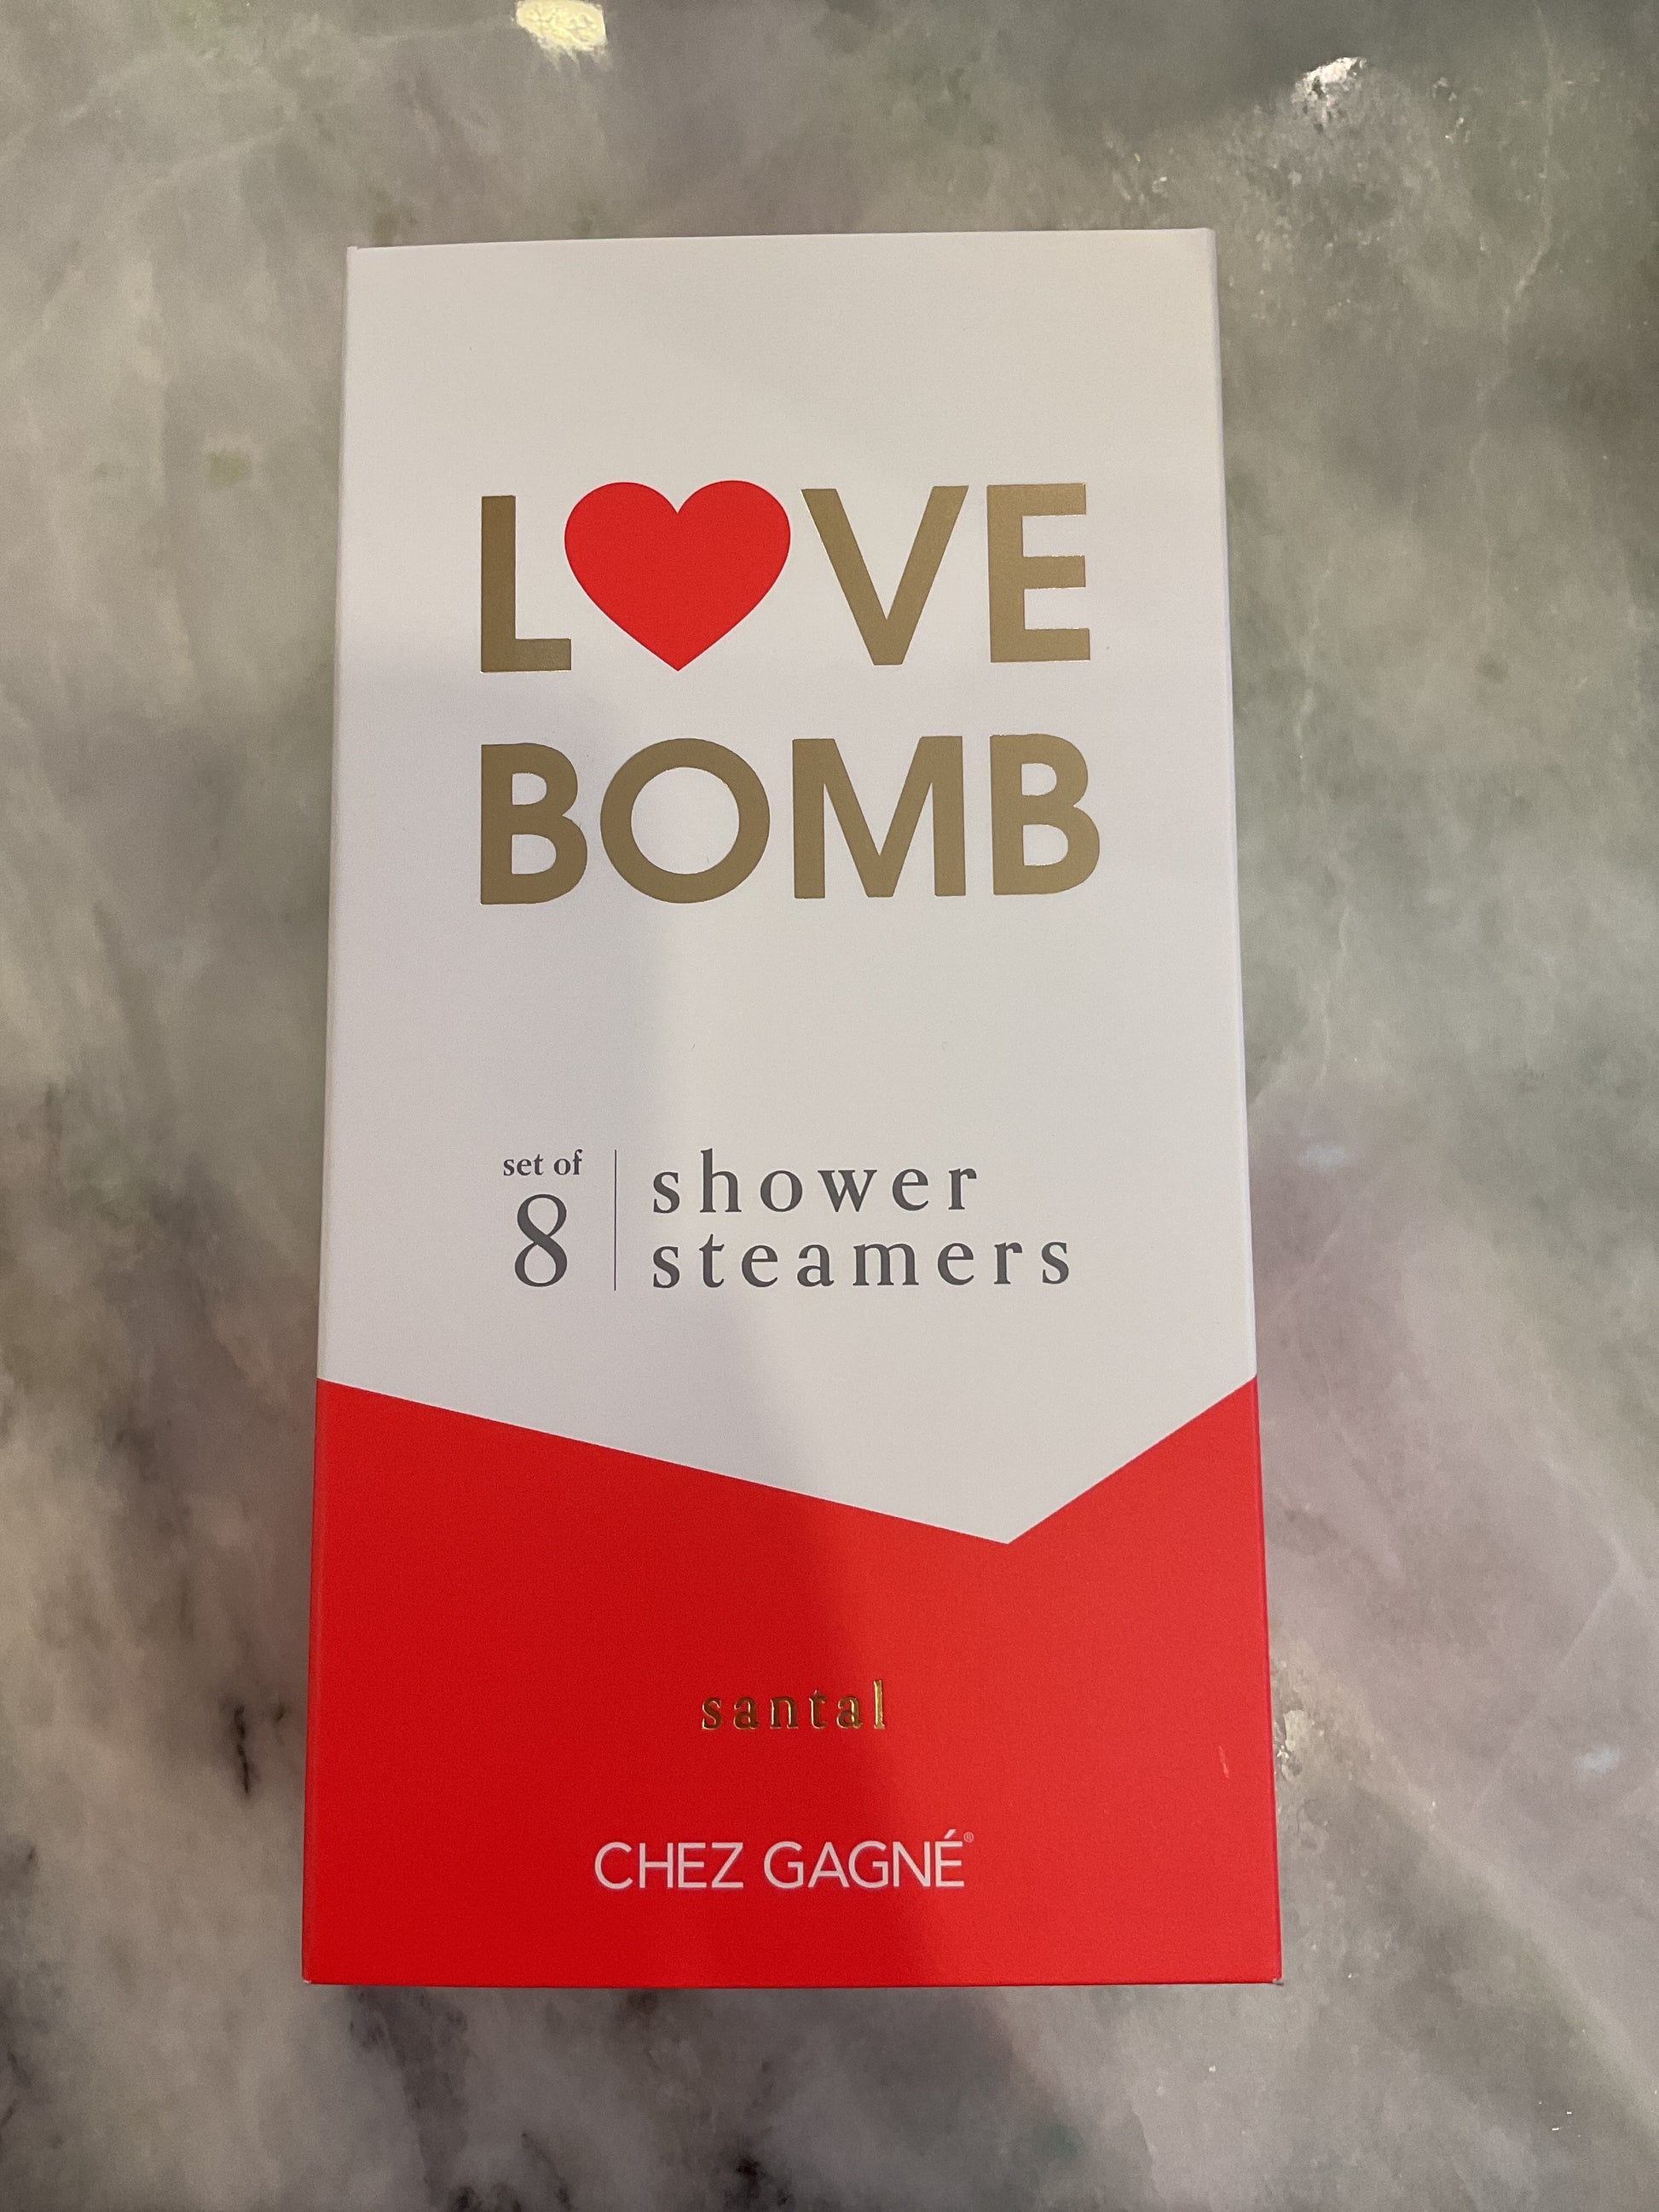 L❤VE
BOMB
set of
8
shower
steamers
santal
CHEZ GAGNÉ®